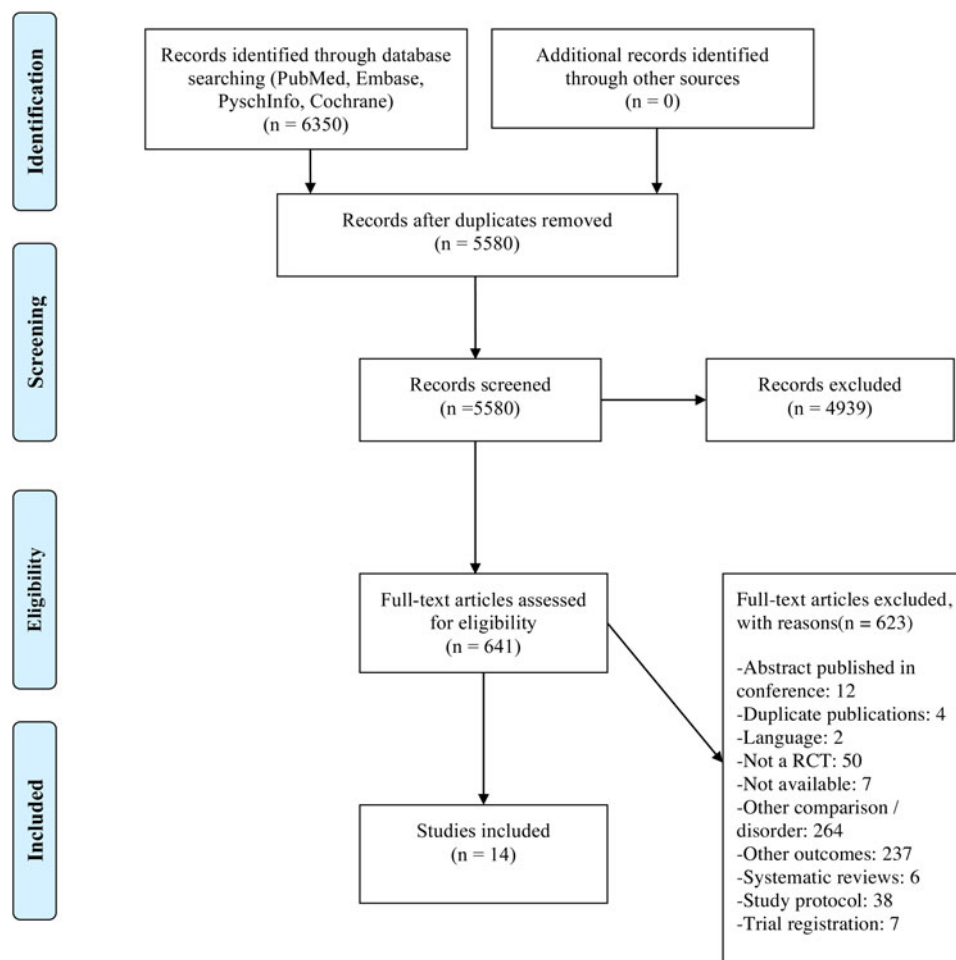 Identification
Records identified through database
searching (PubMed, Embase,
PyschInfo, Cochrane)
(n = 6350)
Additional records identified
through other sources
(n = 0)
Records after duplicates removed
(n = 5580)
Screening
Records screened
(n =5580)
Records excluded
(n = 4939)
Eligibility
Full-text articles assessed
for eligibility
(n = 641)
Full-text articles excluded,
with reasons(n = 623)
-Abstract published in
conference: 12
-Duplicate publications: 4
-Language: 2
-Not a RCT: 50
-Not available: 7
-Other comparison /
disorder: 264
-Other outcomes: 237
-Systematic reviews: 6
-Study protocol: 38
-Trial registration: 7
Included
Studies included
(n = 14)